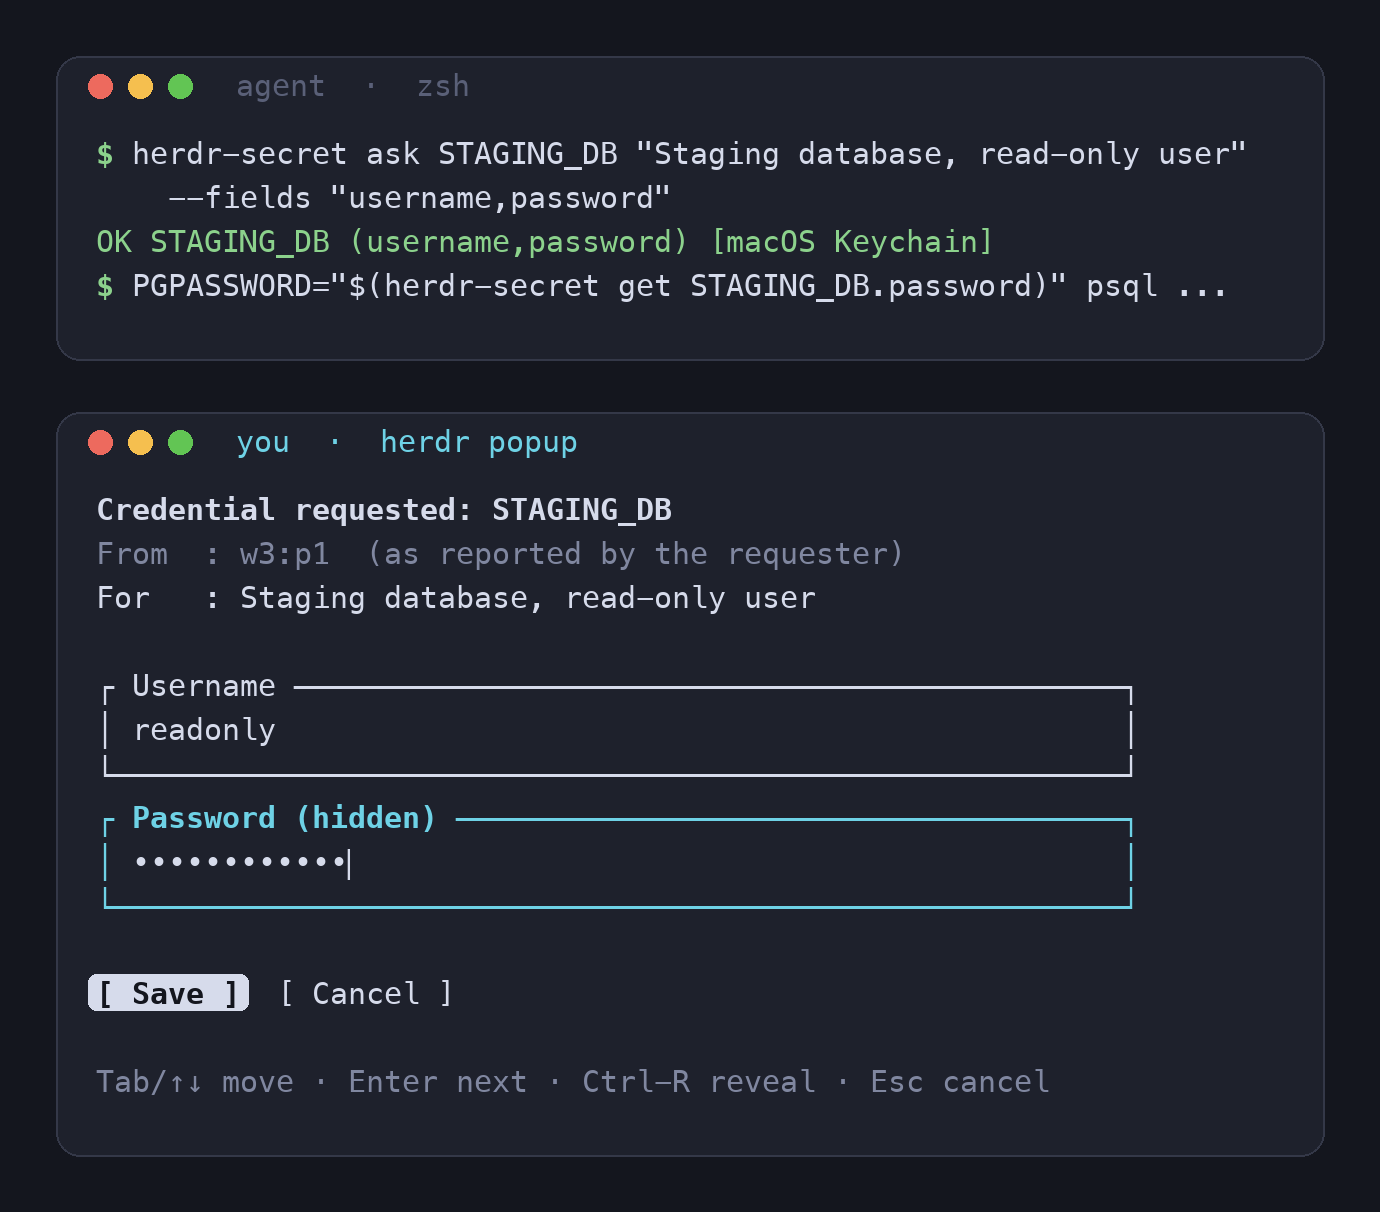 agent · zsh
$ herdr-secret ask STAGING_DB "Staging database, read-only user"
--fields "username,password"
OK STAGING_DB (username,password) [macOS Keychain]
$ PGPASSWORD="$(herdr-secret get STAGING_DB.password)" psql ...
you · herdr popup
Credential requested: STAGING_DB
From : w3:p1 (as reported by the requester)
For : Staging database, read-only user
Username
readonly
Password (hidden)
••••••••••••
[ Save ] [ Cancel ]
Tab/↑↓ move · Enter next · Ctrl-R reveal · Esc cancel